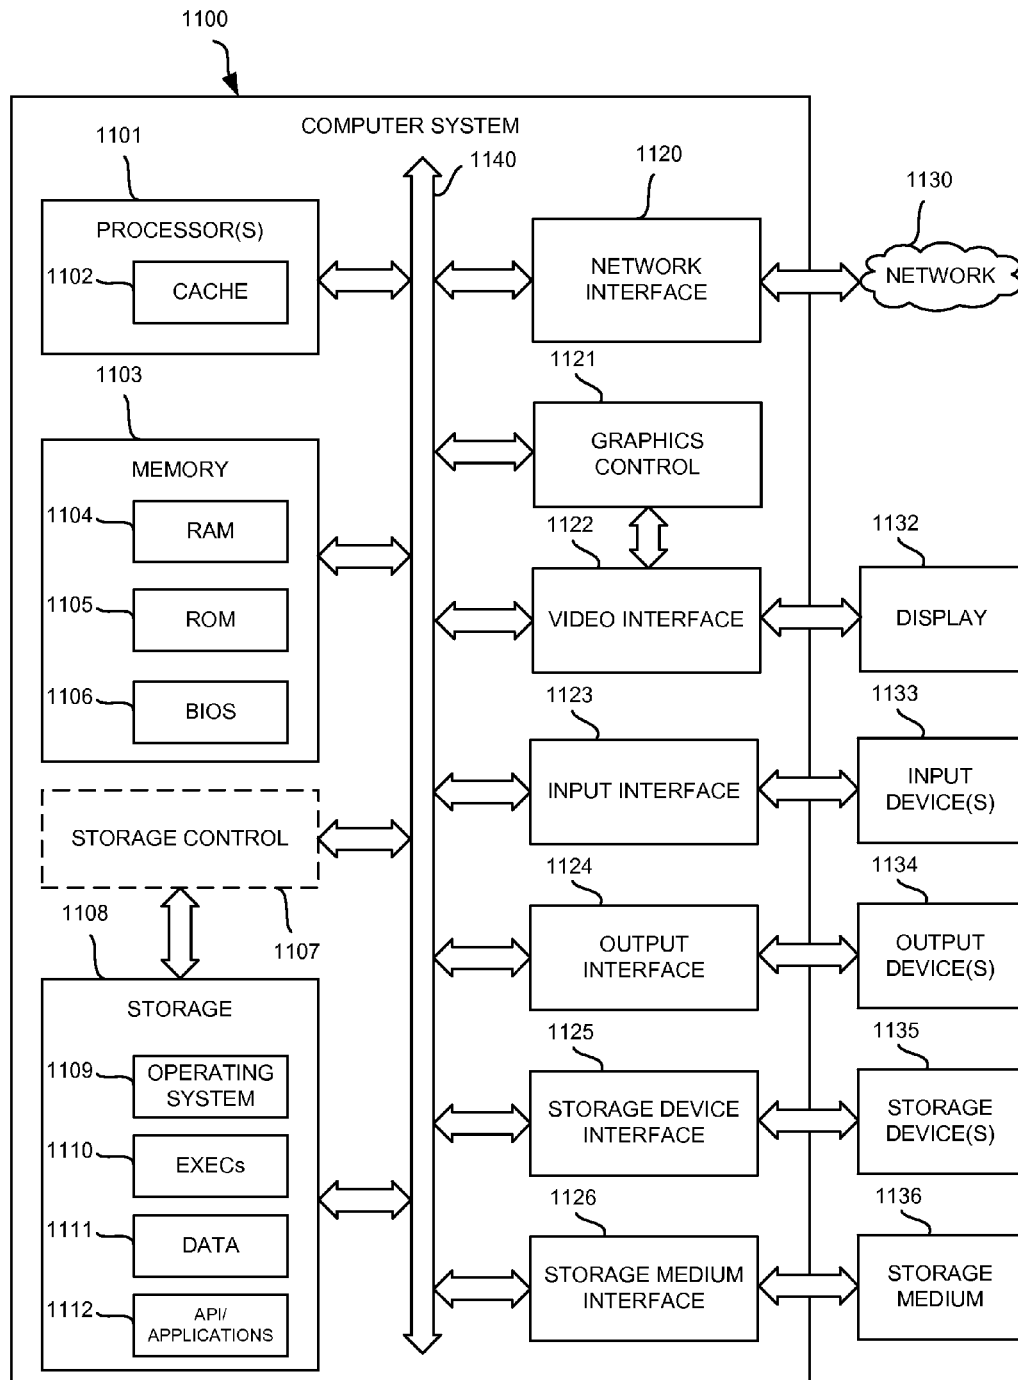 1100
COMPUTER SYSTEM
1101
PROCESSOR(S)
1102
CACHE
1103
MEMORY
1104
RAM
1105
ROM
1106
BIOS
STORAGE CONTROL
1107
1108
STORAGE
1109
OPERATING
SYSTEM
1110
EXECs
1111
DATA
1112
API/
APPLICATIONS
1140
1120
NETWORK
INTERFACE
1130
NETWORK
1121
GRAPHICS
CONTROL
1122
VIDEO INTERFACE
1132
DISPLAY
1123
INPUT INTERFACE
1133
INPUT
DEVICE(S)
1124
OUTPUT
INTERFACE
1134
OUTPUT
DEVICE(S)
1125
STORAGE DEVICE
INTERFACE
1135
STORAGE
DEVICE(S)
1126
STORAGE MEDIUM
INTERFACE
1136
STORAGE
MEDIUM